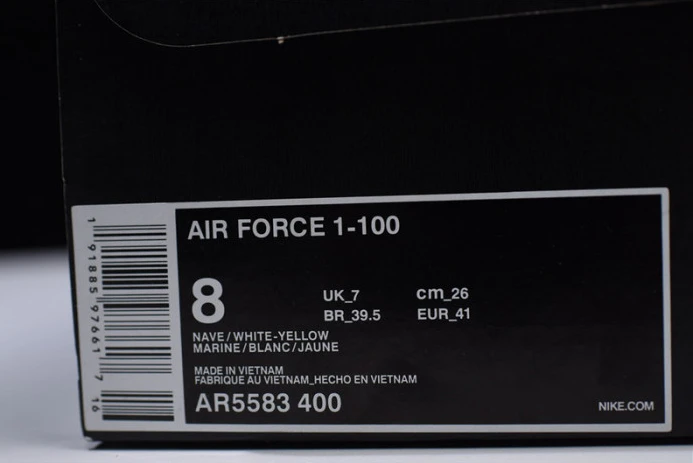 AIR FORCE 1-100
8
UK_7 cm_26
BR_39.5 EUR_41
NAVE/WHITE-YELLOW
MARINE/BLANC/JAUNE
MADE IN VIETNAM
FABRIQUE AU VIETNAM_HECHO EN VIETNAM
AR5583 400
NIKE.COM
1 91885 97661 7
16